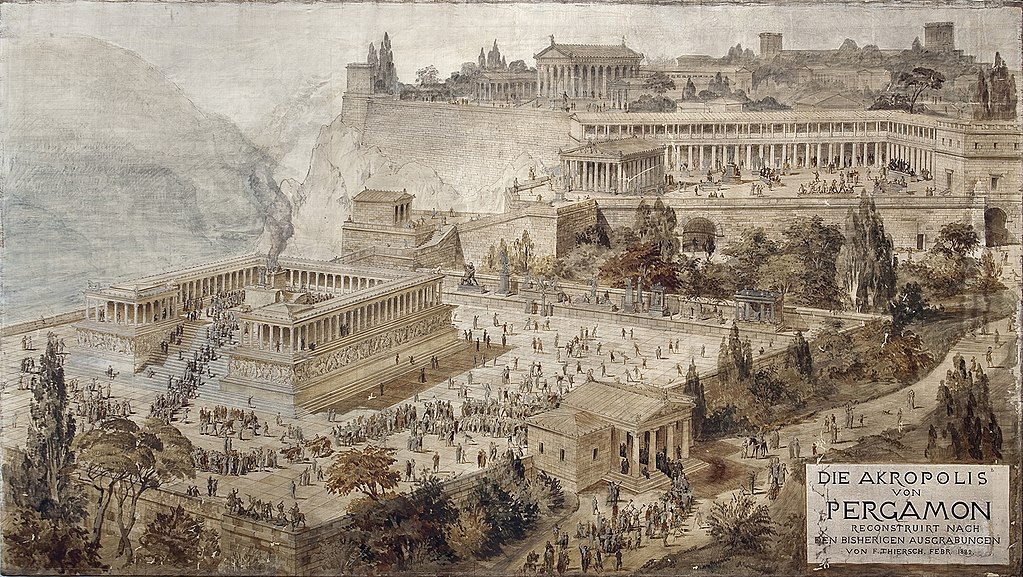 DIE AKROPOLIS
VON
PERGAMON
RECONSTRUIRT NACH
DEN BISHERIGEN AUSGRABUNGEN
VON F. THIERSCH. FEBR. 1882.